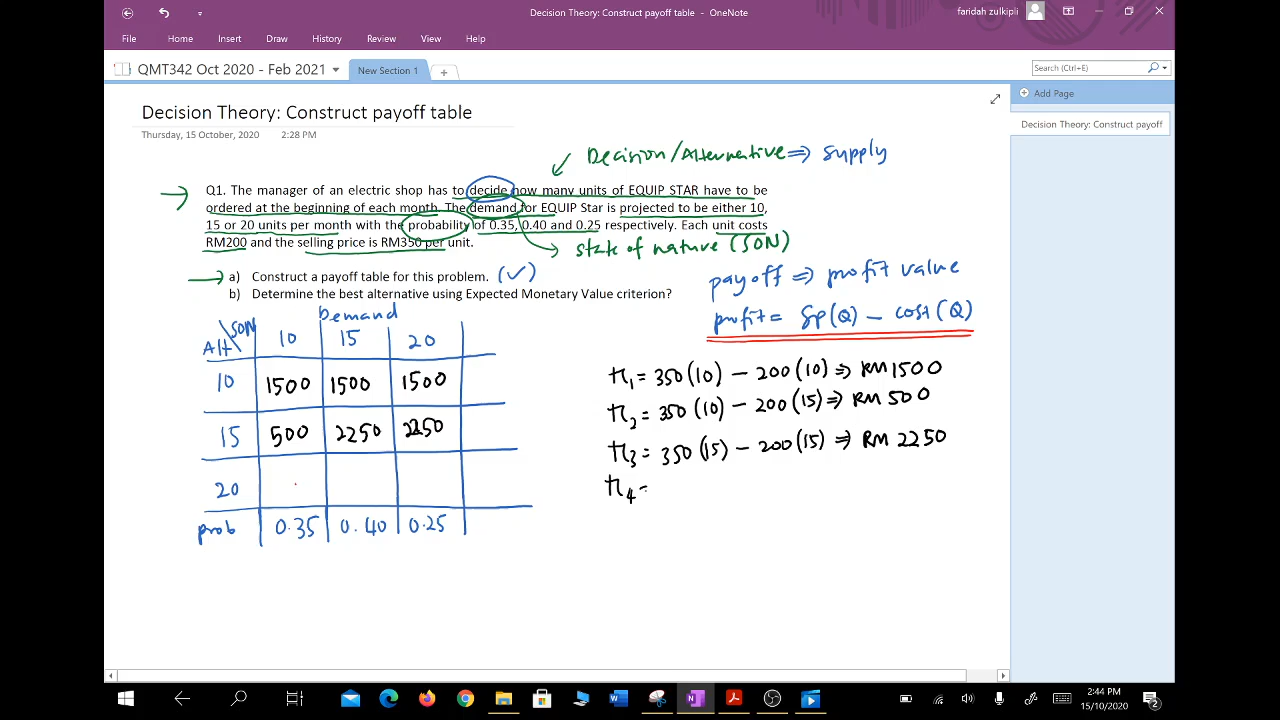 Decision Theory: Construct payoff table - OneNote
faridah zulkipli
File Home Insert Draw History Review View Help
QMT342 Oct 2020 - Feb 2021
New Section 1
+
Search (Ctrl+E)
Add Page
Decision Theory: Construct payoff
Decision Theory: Construct payoff table
Thursday, 15 October, 2020 2:28 PM
Decision/Alternative ⇒ supply
Q1. The manager of an electric shop has to decide how many units of EQUIP STAR have to be
ordered at the beginning of each month. The demand for EQUIP Star is projected to be either 10,
15 or 20 units per month with the probability of 0.35, 0.40 and 0.25 respectively. Each unit costs
RM200 and the selling price is RM350 per unit.
state of nature (SON)
a) Construct a payoff table for this problem. (✓)
b) Determine the best alternative using Expected Monetary Value criterion?
payoff ⇒ profit value
profit = Sp(Q) - cost(Q)
Demand
Alt \ SON 10 15 20
10 1500 1500 1500
15 500 2250 2250
20
prob 0.35 0.40 0.25
π1 = 350(10) - 200(10) ⇒ RM1500
π2 = 350(10) - 200(15) ⇒ RM 500
π3 = 350(15) - 200(15) ⇒ RM 2250
π4 =
2:44 PM
15/10/2020
2